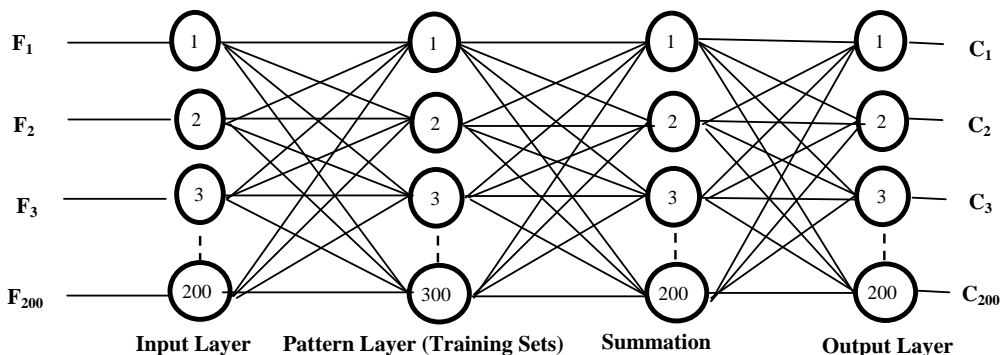 F1 1 1 1 1 C1
F2 2 2 2 2 C2
F3 3 3 3 3 C3
F200 200 300 200 200 C200
Input Layer Pattern Layer (Training Sets) Summation Output Layer